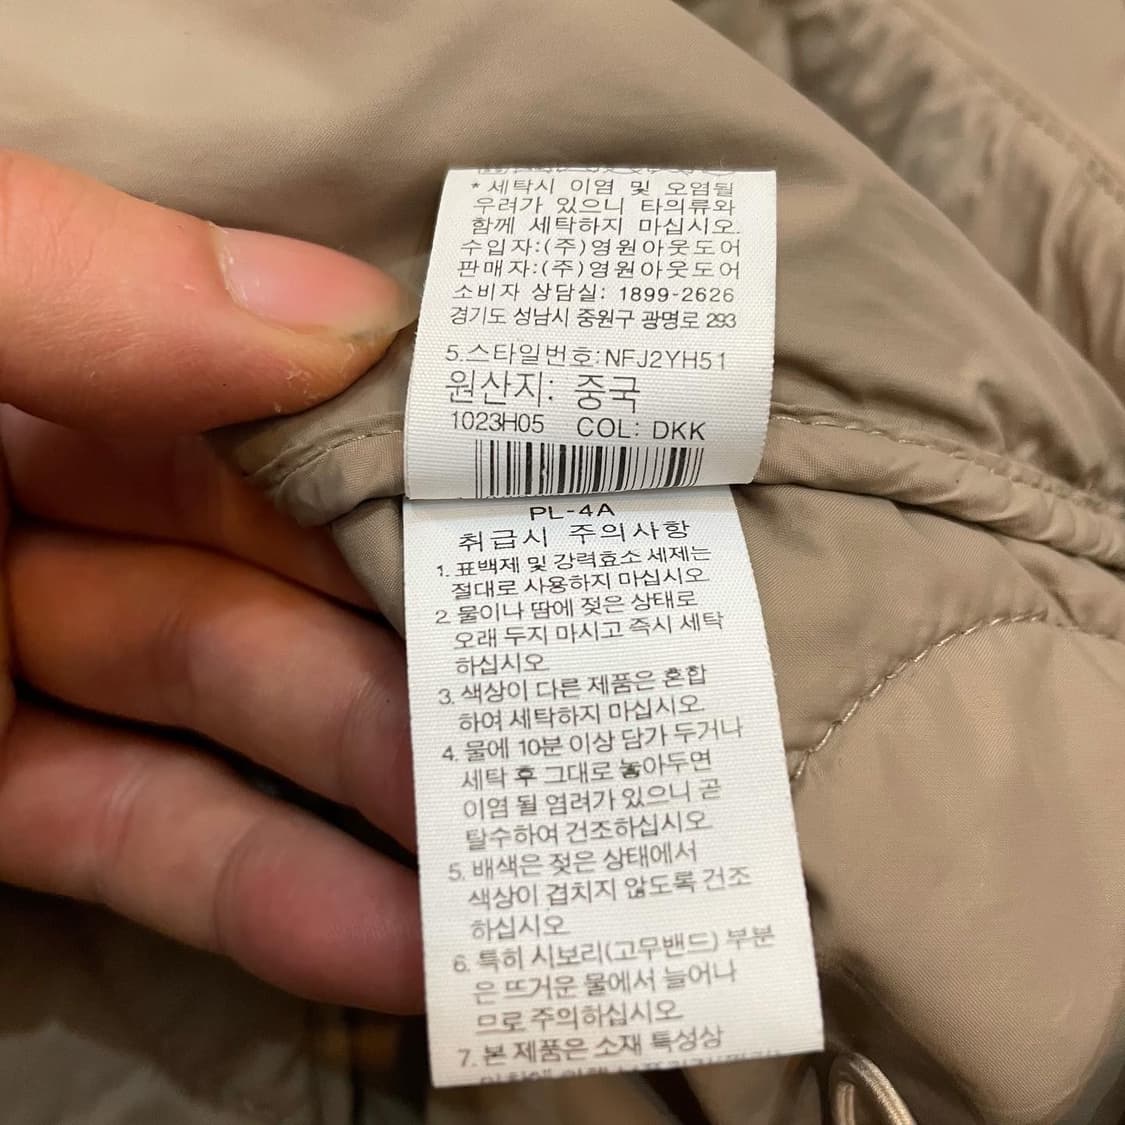 * 세탁시 이염 및 오염될
우려가 있으니 타의류와
함께 세탁하지 마십시오.
수입자:(주)영원아웃도어
판매자:(주)영원아웃도어
소비자 상담실: 1899-2626
경기도 성남시 중원구 광명로 293
5.스타일번호:NFJ2YH51
원산지: 중국
1023H05 COL: DKK
PL-4A
취급시 주의사항
1. 표백제 및 강력효소 세제는
절대로 사용하지 마십시오
2. 물이나 땀에 젖은 상태로
오래 두지 마시고 즉시 세탁
하십시오.
3. 색상이 다른 제품은 혼합
하여 세탁하지 마십시오.
4. 물에 10분 이상 담가 두거나
세탁 후 그대로 놓아두면
이염 될 염려가 있으니 곧
탈수하여 건조하십시오.
5. 배색은 젖은 상태에서
색상이 겹치지 않도록 건조
하십시오.
6. 특히 시보리(고무밴드) 부분
은 뜨거운 물에서 늘어나
므로 주의하십시오.
7. 본 제품은 소재 특성상